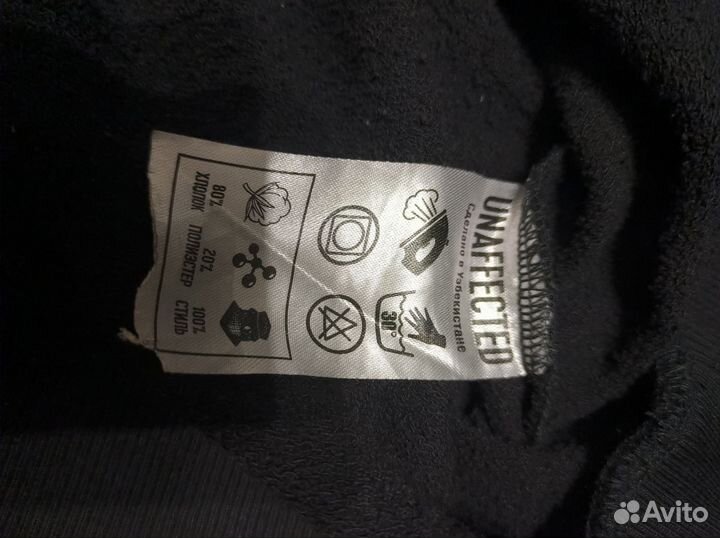 UNAFFECTED
Сделано в Узбекистане
30°
80% 20% 100%
ХЛОПОК ПОЛИЭСТЕР СТИЛЬ
Avito